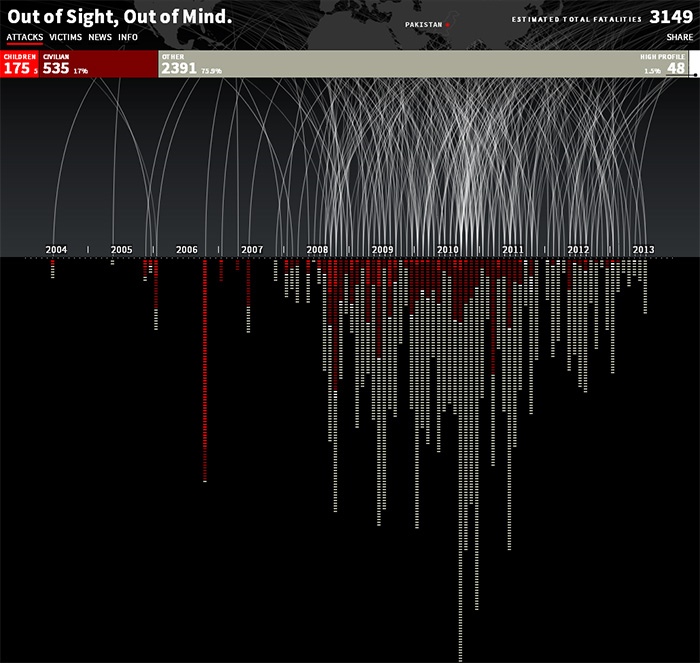 Out of Sight, Out of Mind.
PAKISTAN
ESTIMATED TOTAL FATALITIES 3149
ATTACKS VICTIMS NEWS INFO
SHARE
CHILDREN CIVILIAN OTHER HIGH PROFILE
175 5 535 17% 2391 75.9% 1.5% 48
2004 | 2005 | 2006 | 2007 | 2008 | 2009 | 2010 | 2011 | 2012 | 2013